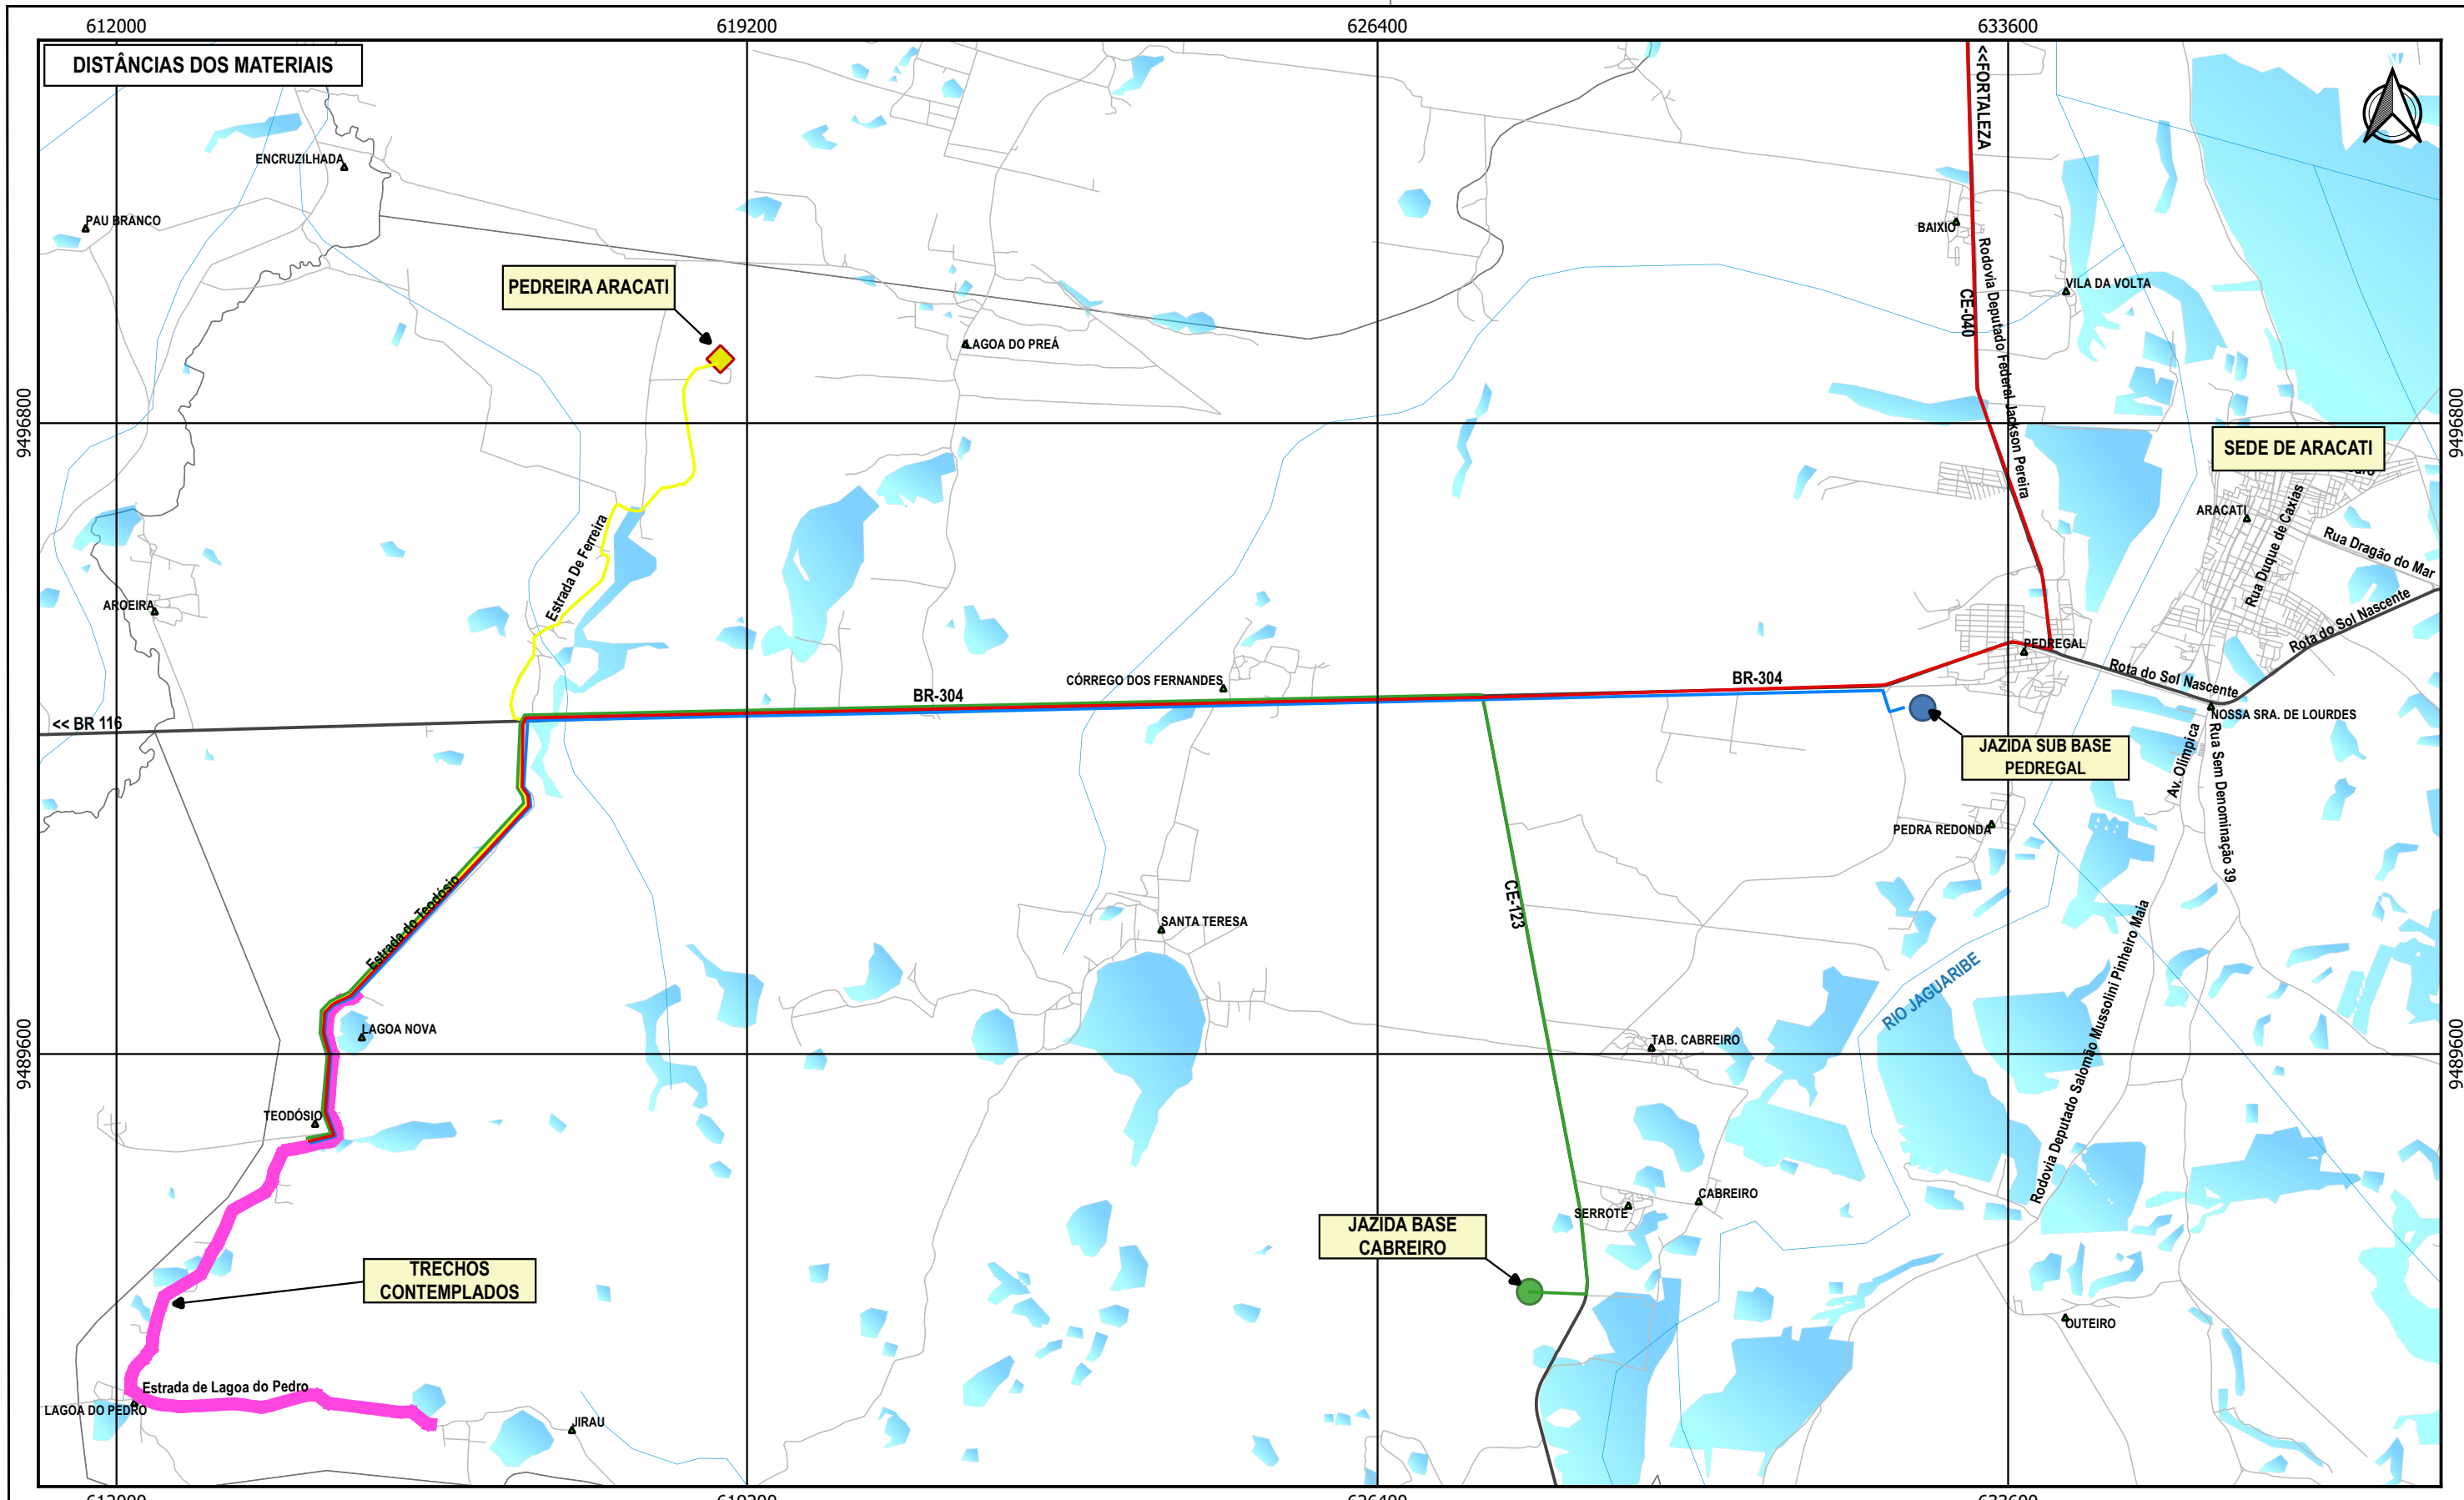 612000
619200
626400
633600
DISTÂNCIAS DOS MATERIAIS
<<FORTALEZA
ENCRUZILHADA
PAU BRANCO
BAIXIO
Rodovia Deputado Federal Jackson Pereira
CE-040
VILA DA VOLTA
PEDREIRA ARACATI
LAGOA DO PREÁ
9496800
9496800
SEDE DE ARACATI
ARACATI
Rua Duque de Caxias
Rua Dragão do Mar
Estrada De Ferreira
AROEIRA
Rota do Sol Nascente
PEDREGAL
Rota do Sol Nascente
CÓRREGO DOS FERNANDES
BR-304
BR-304
<< BR 116
NOSSA SRA. DE LOURDES
JAZIDA SUB BASE
PEDREGAL
Av. Olimpica
Rua Sem Denominação 39
PEDRA REDONDA
Estrada do Teodósio
CE-123
SANTA TERESA
Rodovia Deputado Salomão Mussolini Pinheiro Maia
RIO JAGUARIBE
LAGOA NOVA
TAB. CABREIRO
9489600
9489600
TEODÓSIO
CABREIRO
SERROTE
JAZIDA BASE
CABREIRO
TRECHOS
CONTEMPLADOS
OUTEIRO
Estrada de Lagoa do Pedro
LAGOA DO PEDRO
JIRAU
612000
619200
626400
633600